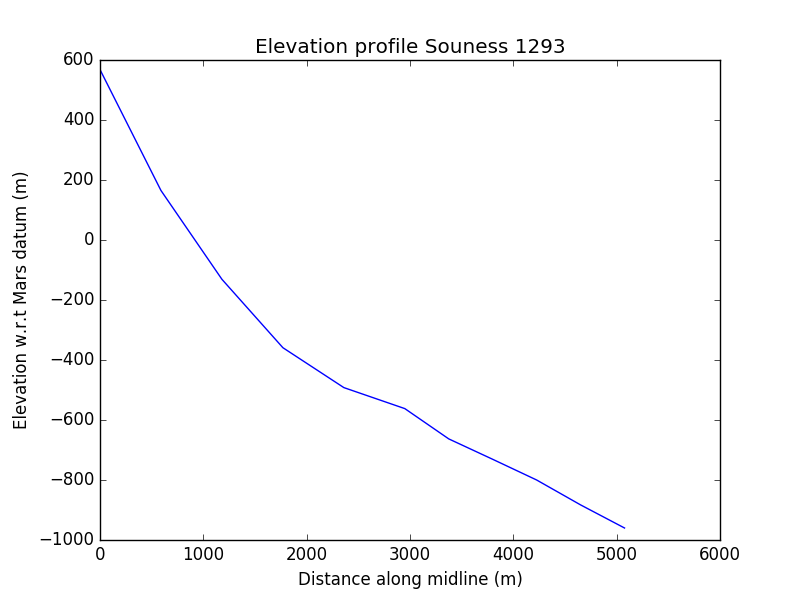 Elevation profile Souness 1293
600
400
200
0
−200
−400
−600
−800
−1000
Elevation w.r.t Mars datum (m)
0 1000 2000 3000 4000 5000 6000
Distance along midline (m)